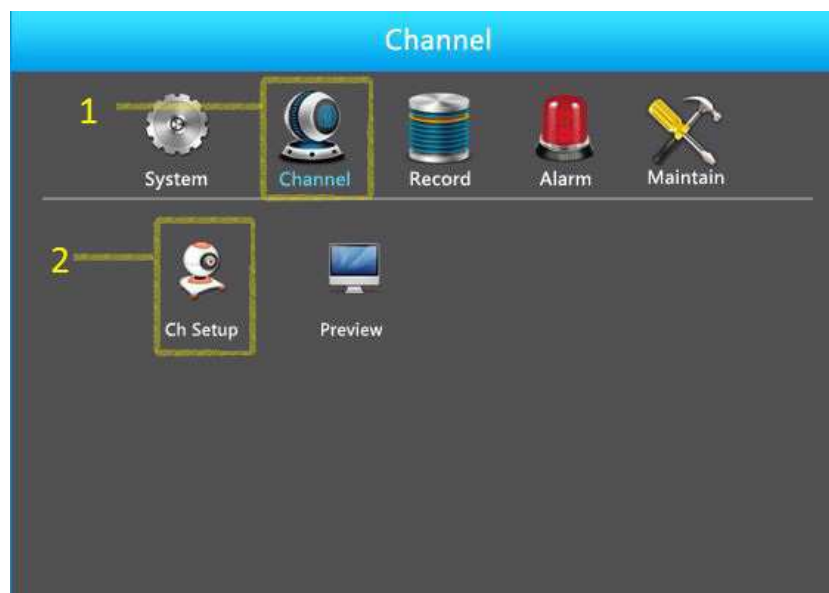 Channel
1
System Channel Record Alarm Maintain
2
Ch Setup Preview